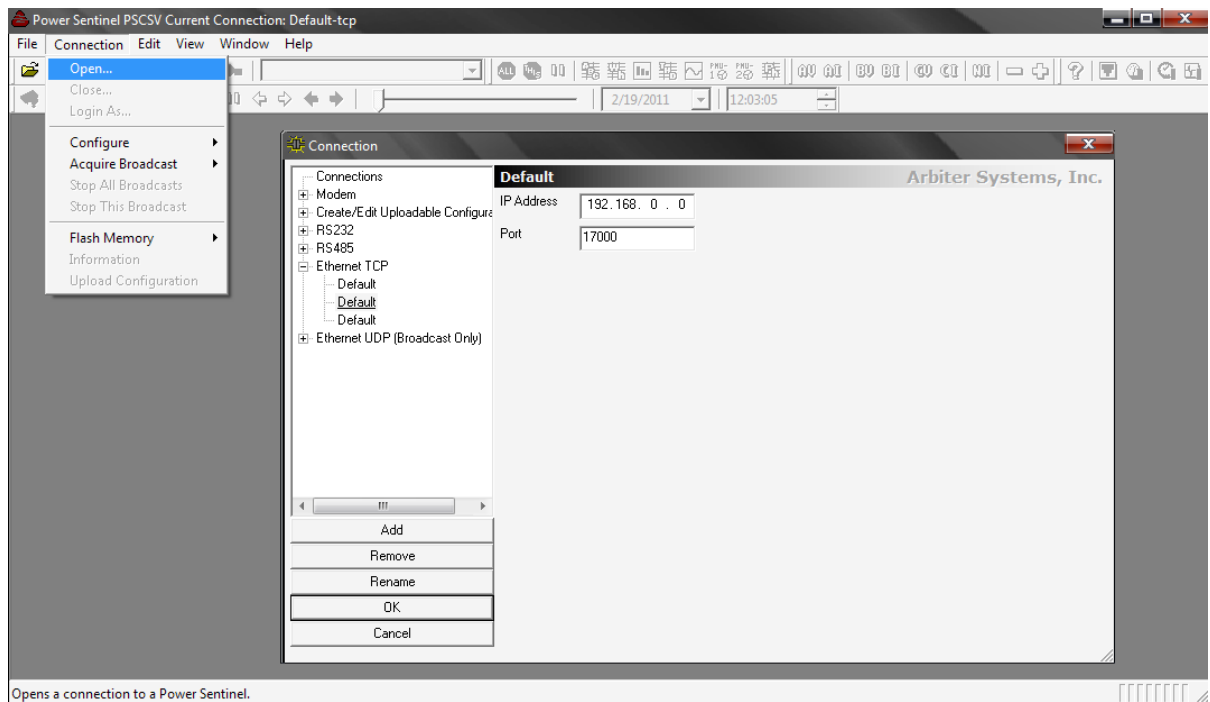 Power Sentinel PSCSV Current Connection: Default-tcp
File Connection Edit View Window Help
Open...
Close...
Login As...
Configure
Acquire Broadcast
Stop All Broadcasts
Stop This Broadcast
Flash Memory
Information
Upload Configuration
2/19/2011 12:03:05
Connection
Connections
Modem
Create/Edit Uploadable Configura
RS232
RS485
Ethernet TCP
Default
Default
Default
Ethernet UDP (Broadcast Only)
Add
Remove
Rename
OK
Cancel
Default Arbiter Systems, Inc.
IP Address 192.168. 0 . 0
Port 17000
Opens a connection to a Power Sentinel.